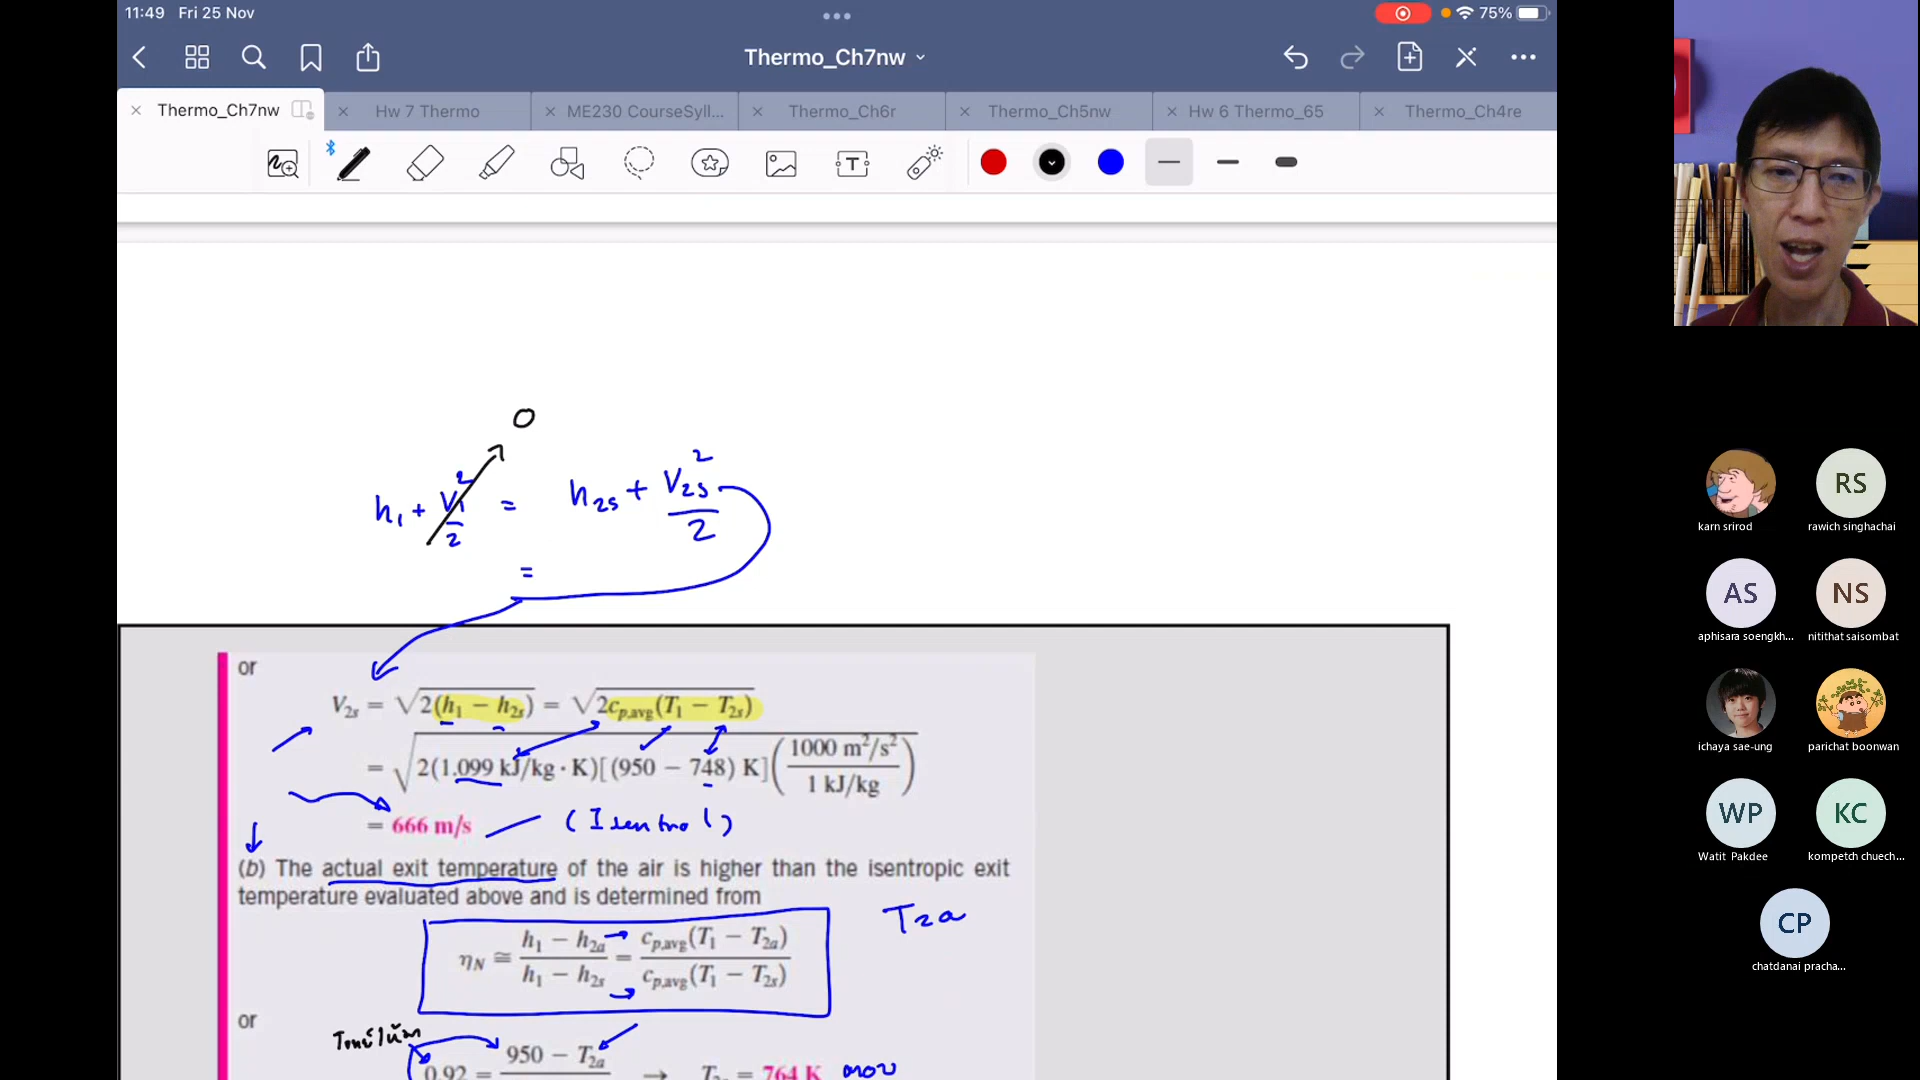 11:49 Fri 25 Nov
75%
Thermo_Ch7nw
Thermo_Ch7nw
Hw 7 Thermo
ME230 CourseSyll...
Thermo_Ch6r
Thermo_Ch5nw
Hw 6 Thermo_65
Thermo_Ch4re
T
0
h₁ + V₁²/2 = h₂s + V₂s²/2
=
or
V₂s = √2(h₁ − h₂s) = √2cp,avg(T₁ − T₂s)
= √2(1.099 kJ/kg · K)[(950 − 748) K](1000 m²/s² / 1 kJ/kg)
= 666 m/s
(b) The actual exit temperature of the air is higher than the isentropic exit
temperature evaluated above and is determined from
T2a
ηN ≅ (h₁ − h₂a)/(h₁ − h₂s) = cp,avg(T₁ − T₂a)/cp,avg(T₁ − T₂s)
or
950 − T₂a
0.92 = → T₂ = 764 K
karn srirod
RS
rawich singhachai
AS
aphisara soengkh...
NS
nitithat saisombat
ichaya sae-ung
parichat boonwan
WP
Watit Pakdee
KC
kompetch chuech...
CP
chatdanai pracha...